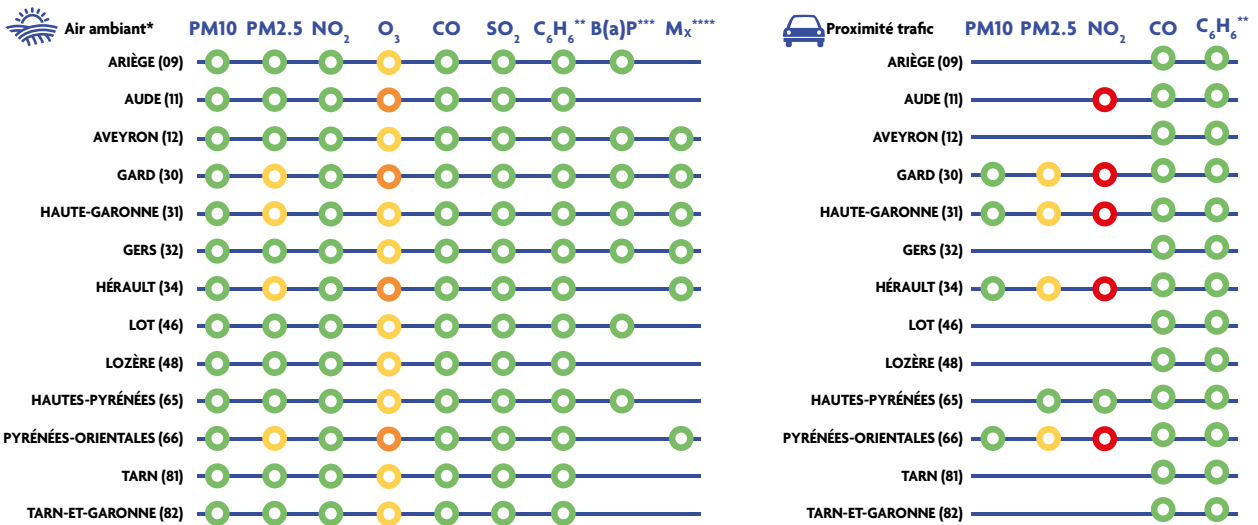 Air ambiant* PM10 PM2.5 NO₂ O₃ CO SO₂ C₆H₆** B(a)P*** Mx****
ARIÈGE (09)
AUDE (11)
AVEYRON (12)
GARD (30)
HAUTE-GARONNE (31)
GERS (32)
HÉRAULT (34)
LOT (46)
LOZÈRE (48)
HAUTES-PYRÉNÉES (65)
PYRÉNÉES-ORIENTALES (66)
TARN (81)
TARN-ET-GARONNE (82)
Proximité trafic PM10 PM2.5 NO₂ CO C₆H₆**
ARIÈGE (09)
AUDE (11)
AVEYRON (12)
GARD (30)
HAUTE-GARONNE (31)
GERS (32)
HÉRAULT (34)
LOT (46)
LOZÈRE (48)
HAUTES-PYRÉNÉES (65)
PYRÉNÉES-ORIENTALES (66)
TARN (81)
TARN-ET-GARONNE (82)